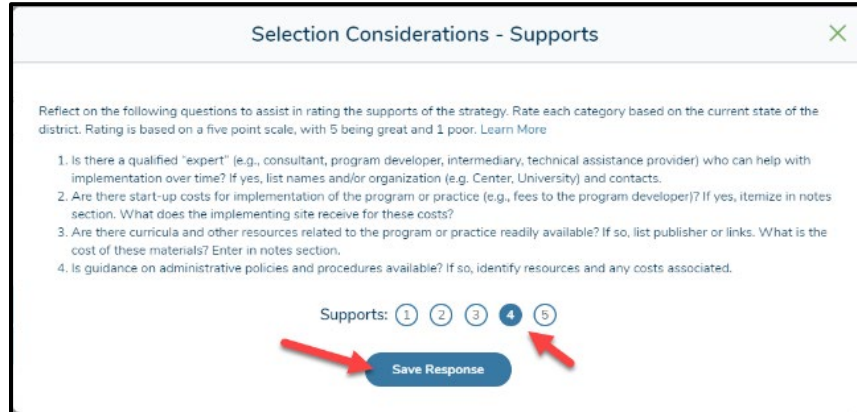 Selection Considerations - Supports
Reflect on the following questions to assist in rating the supports of the strategy. Rate each category based on the current state of the
district. Rating is based on a five point scale, with 5 being great and 1 poor. Learn More
1. Is there a qualified "expert" (e.g., consultant, program developer, intermediary, technical assistance provider) who can help with
implementation over time? If yes, list names and/or organization (e.g. Center, University) and contacts.
2. Are there start-up costs for implementation of the program or practice (e.g., fees to the program developer)? If yes, itemize in notes
section. What does the implementing site receive for these costs?
3. Are there curricula and other resources related to the program or practice readily available? If so, list publisher or links. What is the
cost of these materials? Enter in notes section.
4. Is guidance on administrative policies and procedures available? If so, identify resources and any costs associated.
Supports: 1 2 3 4 5
Save Response